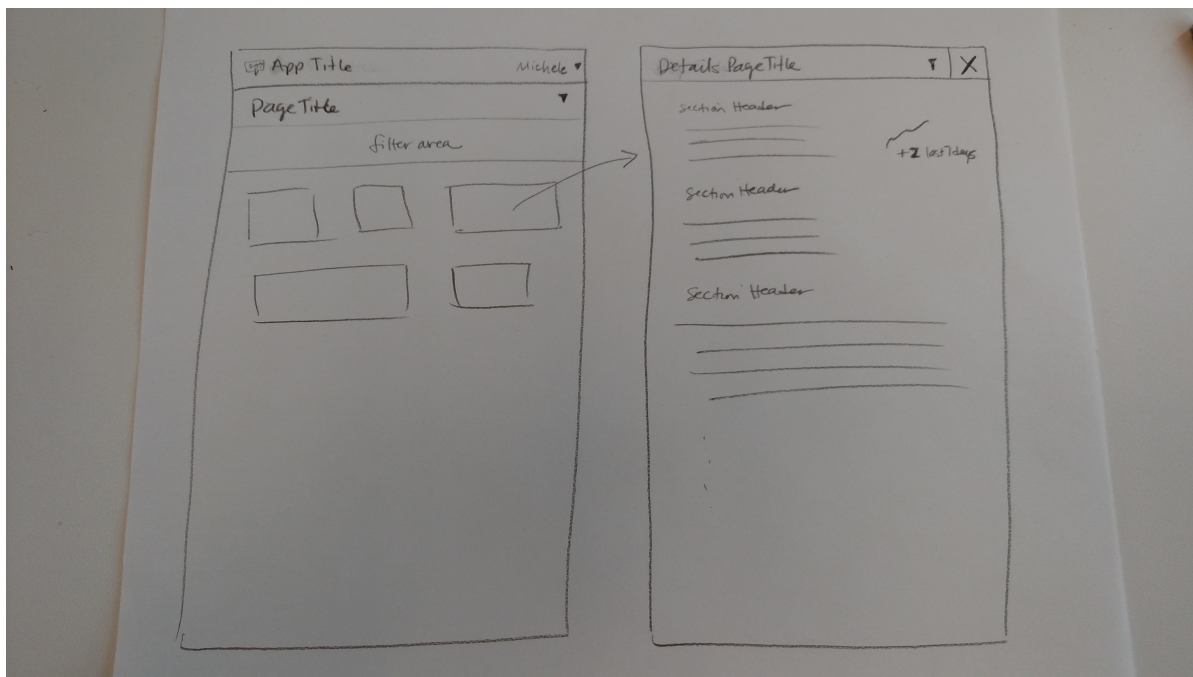 App Title
Michele
Page Title
filter area
Details Page Title
X
Section Header
+2 last 7 days
Section Header
Section Header